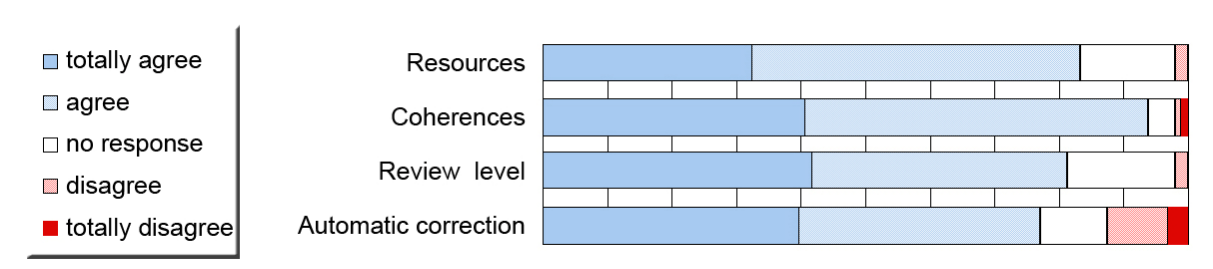 totally agree
agree
no response
disagree
totally disagree
Resources
Coherences
Review level
Automatic correction